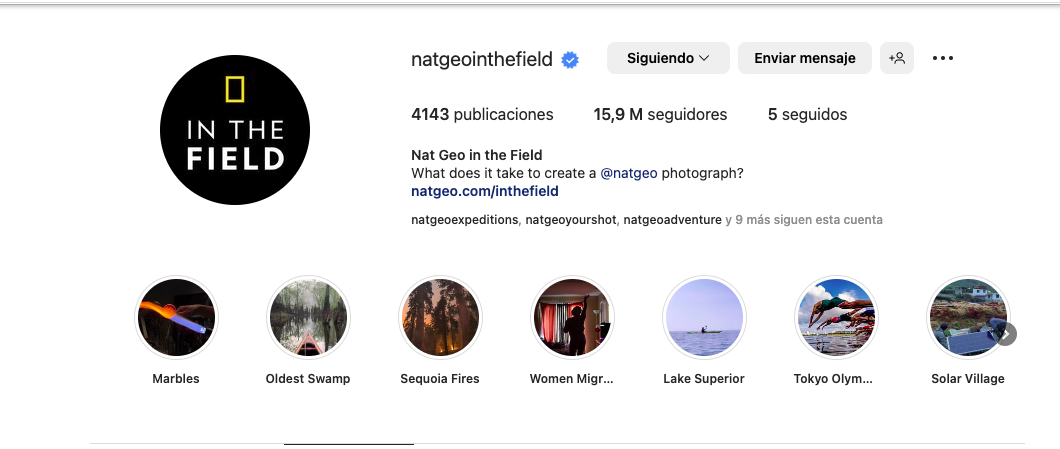 IN THE
FIELD
natgeointhefield
Siguiendo
Enviar mensaje
4143 publicaciones
15,9 M seguidores
5 seguidos
Nat Geo in the Field
What does it take to create a @natgeo photograph?
natgeo.com/inthefield
natgeoexpeditions, natgeoyourshot, natgeoadventure y 9 más siguen esta cuenta
Marbles
Oldest Swamp
Sequoia Fires
Women Migr...
Lake Superior
Tokyo Olym...
Solar Village